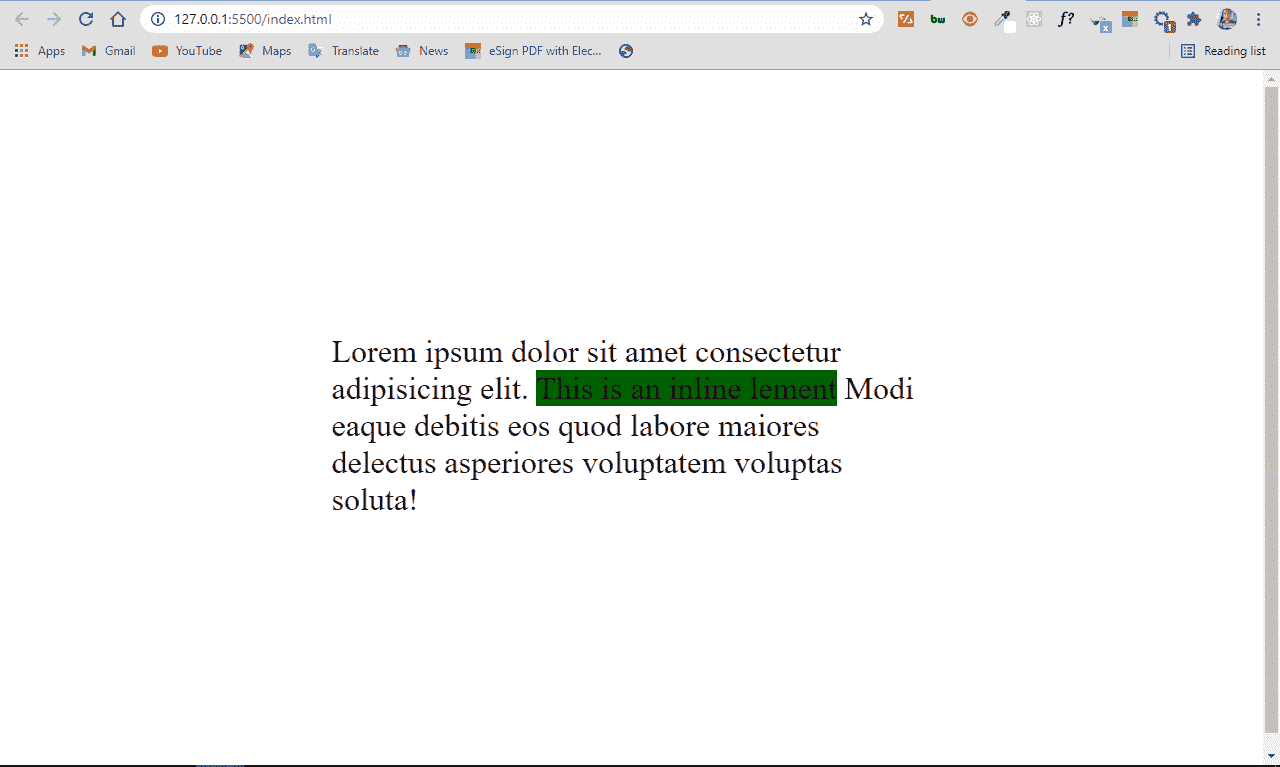 127.0.0.1:5500/index.html
bw
f?
x
1
Apps Gmail YouTube Maps Translate News eSign PDF with Elec... Reading list
Lorem ipsum dolor sit amet consectetur
adipisicing elit. This is an inline lement Modi
eaque debitis eos quod labore maiores
delectus asperiores voluptatem voluptas
soluta!